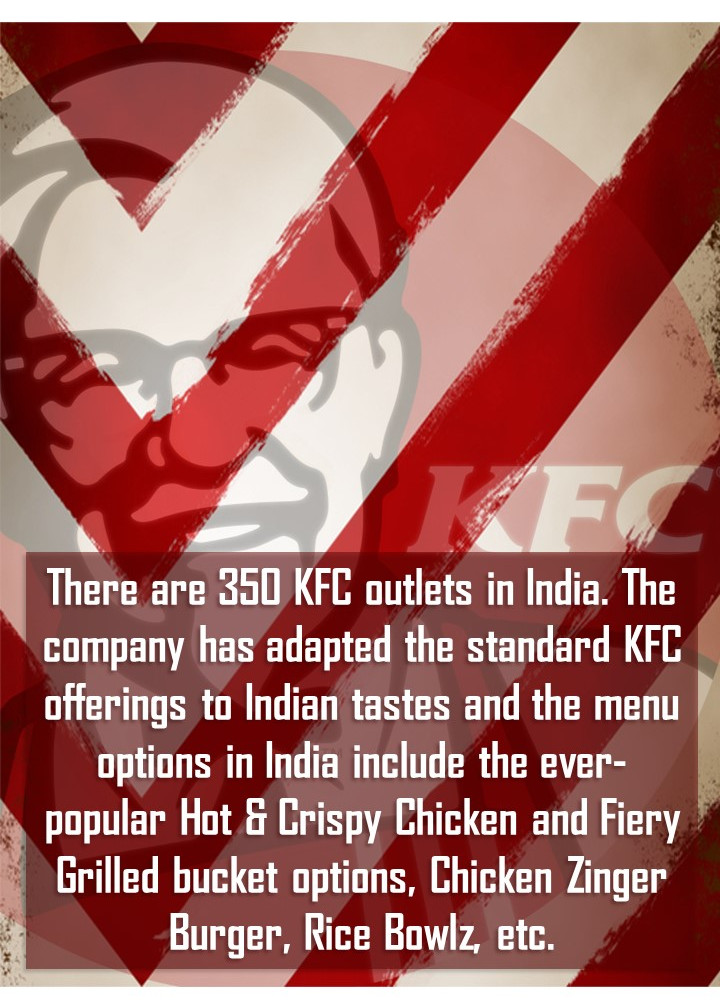 KFC
There are 350 KFC outlets in India. The
company has adapted the standard KFC
offerings to Indian tastes and the menu
options in India include the ever-
popular Hot & Crispy Chicken and Fiery
Grilled bucket options, Chicken Zinger
Burger, Rice Bowlz, etc.